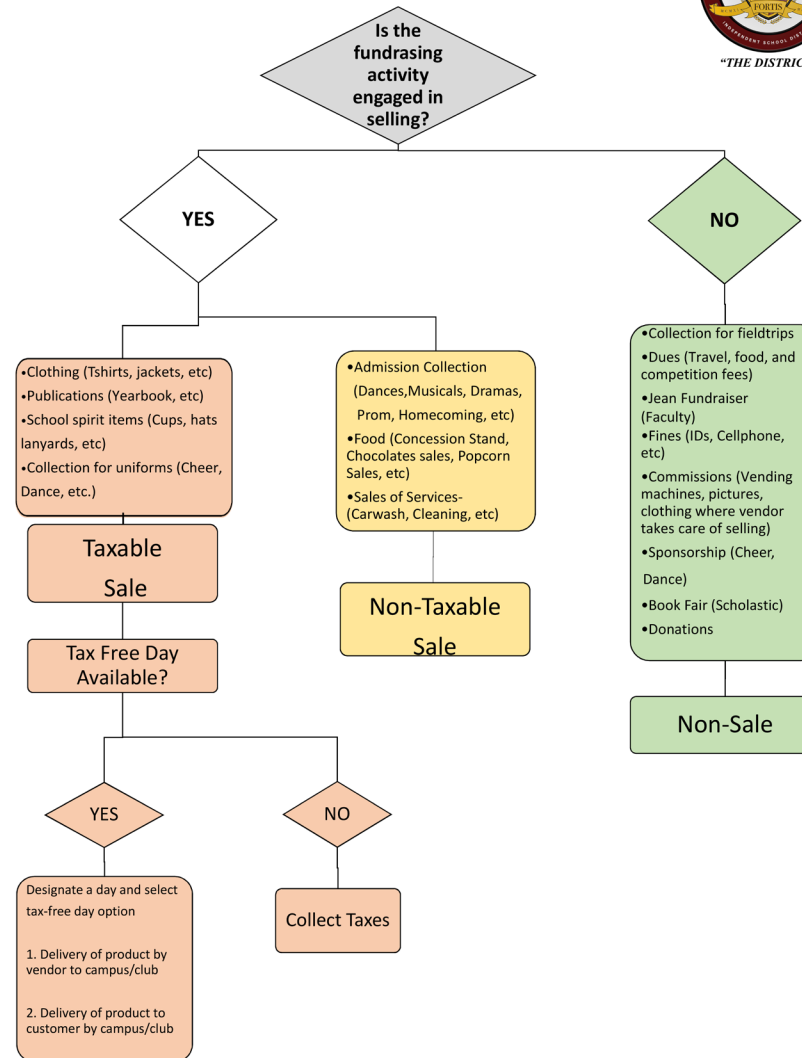 FORTIS
INDEPENDENT SCHOOL DIST
“THE DISTRIC
Is the
fundrasing
activity
engaged in
selling?
YES
NO
•Clothing (Tshirts, jackets, etc)
•Publications (Yearbook, etc)
•School spirit items (Cups, hats
lanyards, etc)
•Collection for uniforms (Cheer,
Dance, etc.)
Taxable
Sale
Tax Free Day
Available?
YES
NO
Designate a day and select
tax-free day option
1. Delivery of product by
vendor to campus/club
2. Delivery of product to
customer by campus/club
Collect Taxes
•Admission Collection
(Dances,Musicals, Dramas,
Prom, Homecoming, etc)
•Food (Concession Stand,
Chocolates sales, Popcorn
Sales, etc)
•Sales of Services-
(Carwash, Cleaning, etc)
Non-Taxable
Sale
•Collection for fieldtrips
•Dues (Travel, food, and
competition fees)
•Jean Fundraiser
(Faculty)
•Fines (IDs, Cellphone,
etc)
•Commissions (Vending
machines, pictures,
clothing where vendor
takes care of selling)
•Sponsorship (Cheer,
Dance)
•Book Fair (Scholastic)
•Donations
Non-Sale